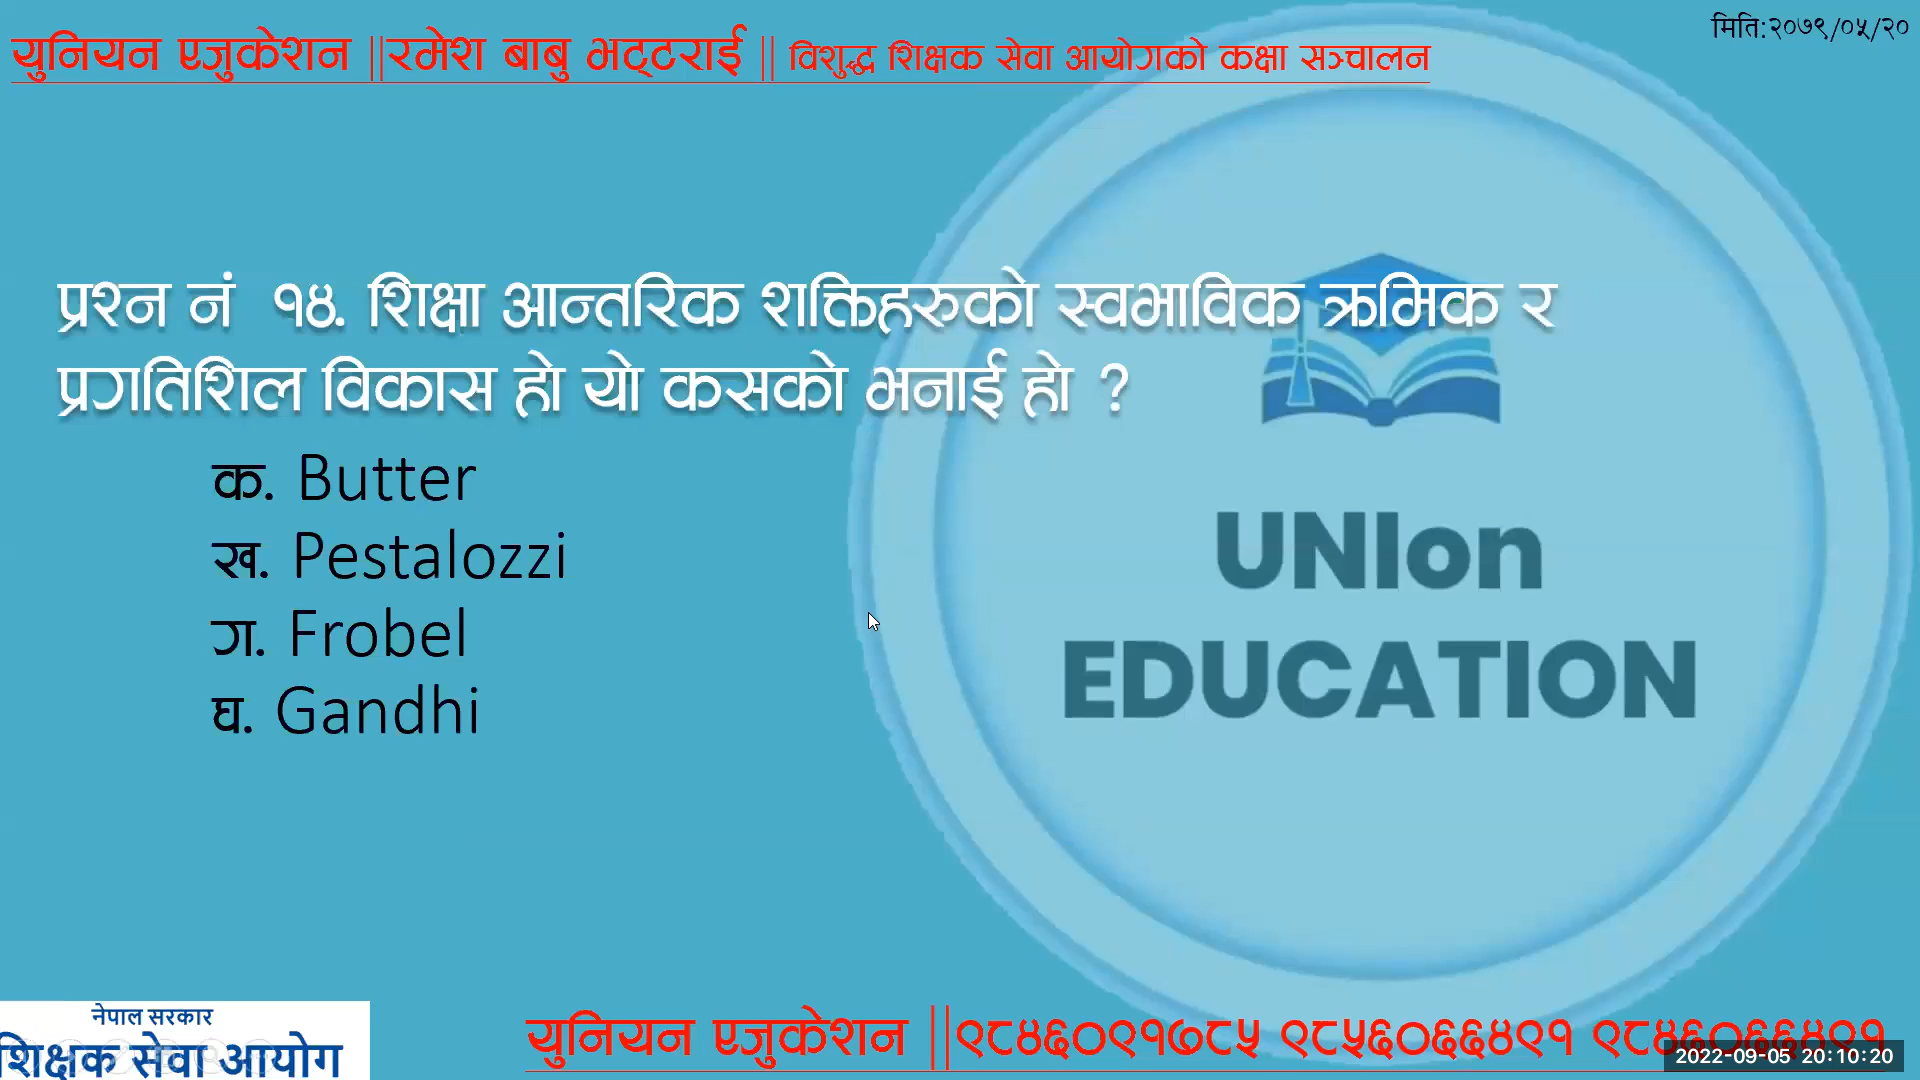 मिति:२०७९/०५/२०
युनियन एजुकेशन ||रमेश बाबु भट्टराई || विशुद्ध शिक्षक सेवा आयोगको कक्षा सञ्चालन
प्रश्न नं १४. शिक्षा आन्तरिक शक्तिहरुको स्वभाविक क्रमिक र
प्रगतिशिल विकास हो यो कसको भनाई हो ?
क. Butter
ख. Pestalozzi
ग. Frobel
घ. Gandhi
UNIon
EDUCATION
नेपाल सरकार
शिक्षक सेवा आयोग
युनियन एजुकेशन ||९८४६०९१७८५ ९८५६०६६४९१ ९८४६०६६४९१
2022-09-05 20:10:20